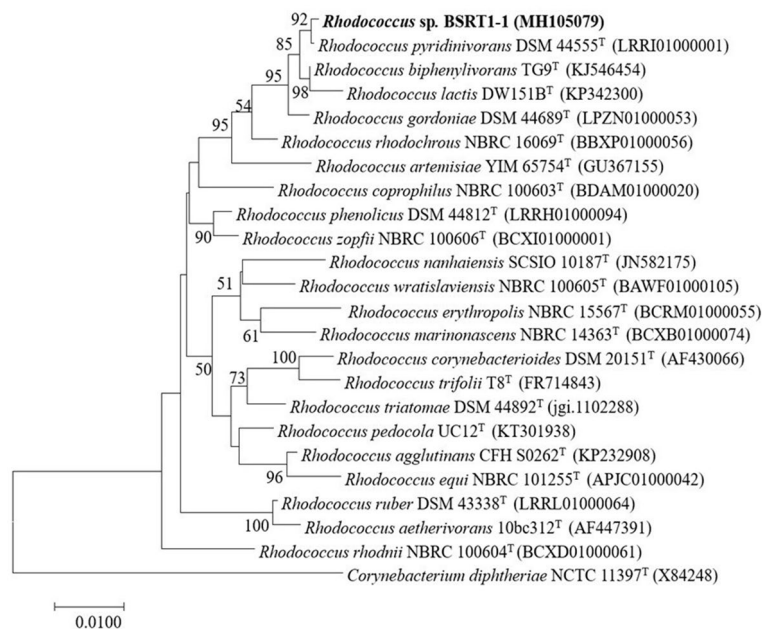 92 Rhodococcus sp. BSRT1-1 (MH105079)
85 Rhodococcus pyridinivorans DSM 44555T (LRRI01000001)
Rhodococcus biphenylivorans TG9T (KJ546454)
95 98 Rhodococcus lactis DW151BT (KP342300)
54 Rhodococcus gordoniae DSM 44689T (LPZN01000053)
95 Rhodococcus rhodochrous NBRC 16069T (BBXP01000056)
Rhodococcus artemisiae YIM 65754T (GU367155)
Rhodococcus coprophilus NBRC 100603T (BDAM01000020)
Rhodococcus phenolicus DSM 44812T (LRRH01000094)
90 Rhodococcus zopfii NBRC 100606T (BCXI01000001)
Rhodococcus nanhaiensis SCSIO 10187T (JN582175)
51 Rhodococcus wratislaviensis NBRC 100605T (BAWF01000105)
Rhodococcus erythropolis NBRC 15567T (BCRM01000055)
61 Rhodococcus marinonascens NBRC 14363T (BCXB01000074)
100 Rhodococcus corynebacterioides DSM 20151T (AF430066)
50 73 Rhodococcus trifolii T8T (FR714843)
Rhodococcus triatomae DSM 44892T (jgi.1102288)
Rhodococcus pedocola UC12T (KT301938)
Rhodococcus agglutinans CFH S0262T (KP232908)
96 Rhodococcus equi NBRC 101255T (APJC01000042)
Rhodococcus ruber DSM 43338T (LRRL01000064)
100 Rhodococcus aetherivorans 10bc312T (AF447391)
Rhodococcus rhodnii NBRC 100604T (BCXD01000061)
Corynebacterium diphtheriae NCTC 11397T (X84248)
0.0100